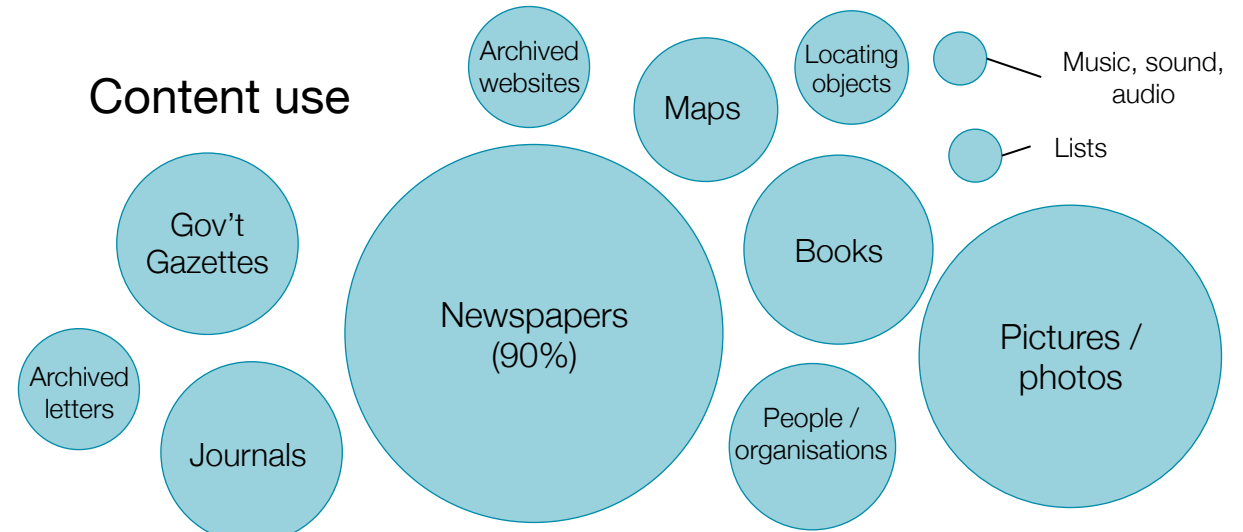 Content use
Archived
websites
Maps
Locating
objects
Music, sound,
audio
Lists
Gov’t
Gazettes
Newspapers
(90%)
Books
Pictures /
photos
Archived
letters
Journals
People /
organisations